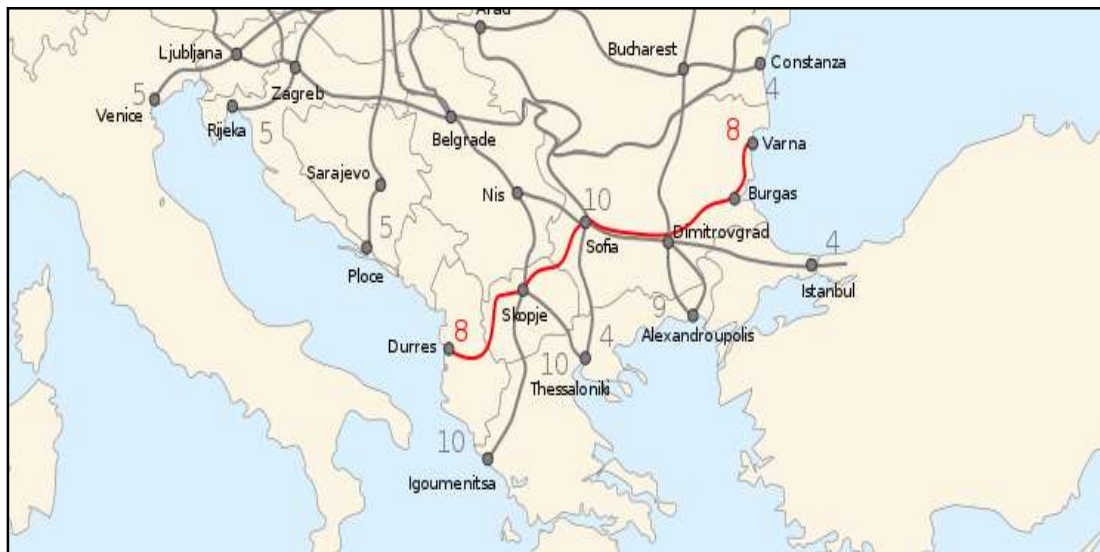 Arad
4
Ljubljana
Bucharest
Constanza
Zagreb
5
4
Venice
Rijeka
5
Belgrade
8
Varna
Sarajevo
Nis
10
Burgas
5
Sofia
Dimitrovgrad
4
Ploce
Istanbul
9
Skopje
8
4
Alexandroupolis
Durres
10
Thessaloniki
10
Igoumenitsa